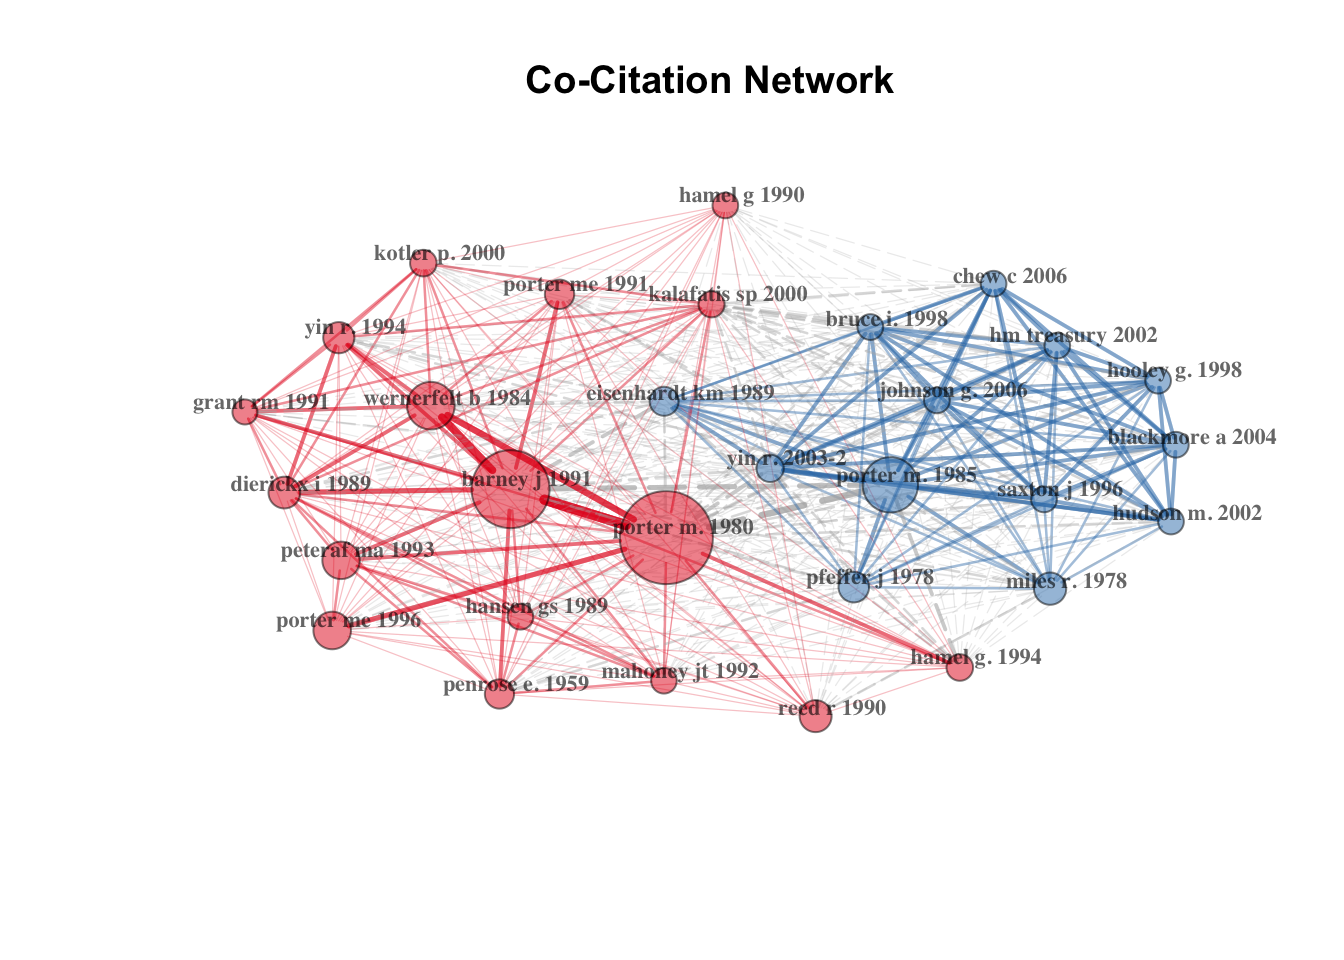 Co-Citation Network
hamel g 1990
kotler p. 2000
chew c 2006
porter me 1991
kalafatis sp 2000
bruce i. 1998
yin r. 1994
hm treasury 2002
hooley g. 1998
eisenhardt km 1989
johnson g. 2006
wernerfelt b 1984
grant rm 1991
blackmore a 2004
yin r. 2003-2
porter m. 1985
barney j 1991
dierickx i 1989
saxton j 1996
hudson m. 2002
porter m. 1980
peteraf ma 1993
pfeffer j 1978
miles r. 1978
hansen gs 1989
porter me 1996
hamel g. 1994
mahoney jt 1992
penrose e. 1959
reed r 1990